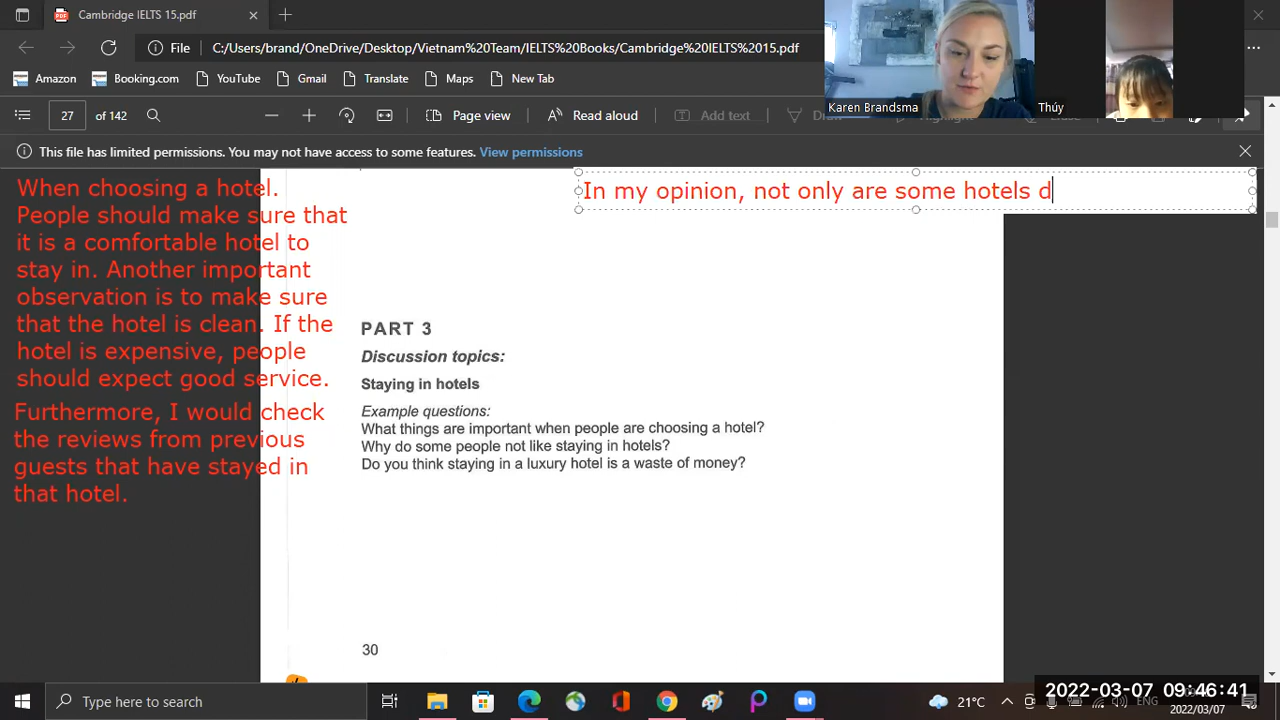 Cambridge IELTS 15.pdf
File
C:/Users/brand/OneDrive/Desktop/Vietnam%20Team/IELTS%20Books/Cambridge%20IELTS%2015.pdf
Amazon
Booking.com
YouTube
Gmail
Translate
Maps
New Tab
Karen Brandsma
Thúy
27 of 142
Page view
Read aloud
Add text
This file has limited permissions. You may not have access to some features. View permissions
In my opinion, not only are some hotels d
When choosing a hotel.
People should make sure that
it is a comfortable hotel to
stay in. Another important
observation is to make sure
that the hotel is clean. If the
hotel is expensive, people
should expect good service.
Furthermore, I would check
the reviews from previous
guests that have stayed in
that hotel.
PART 3
Discussion topics:
Staying in hotels
Example questions:
What things are important when people are choosing a hotel?
Why do some people not like staying in hotels?
Do you think staying in a luxury hotel is a waste of money?
30
Type here to search
21°C
ENG
2022-03-07 09:46:41
2022/03/07